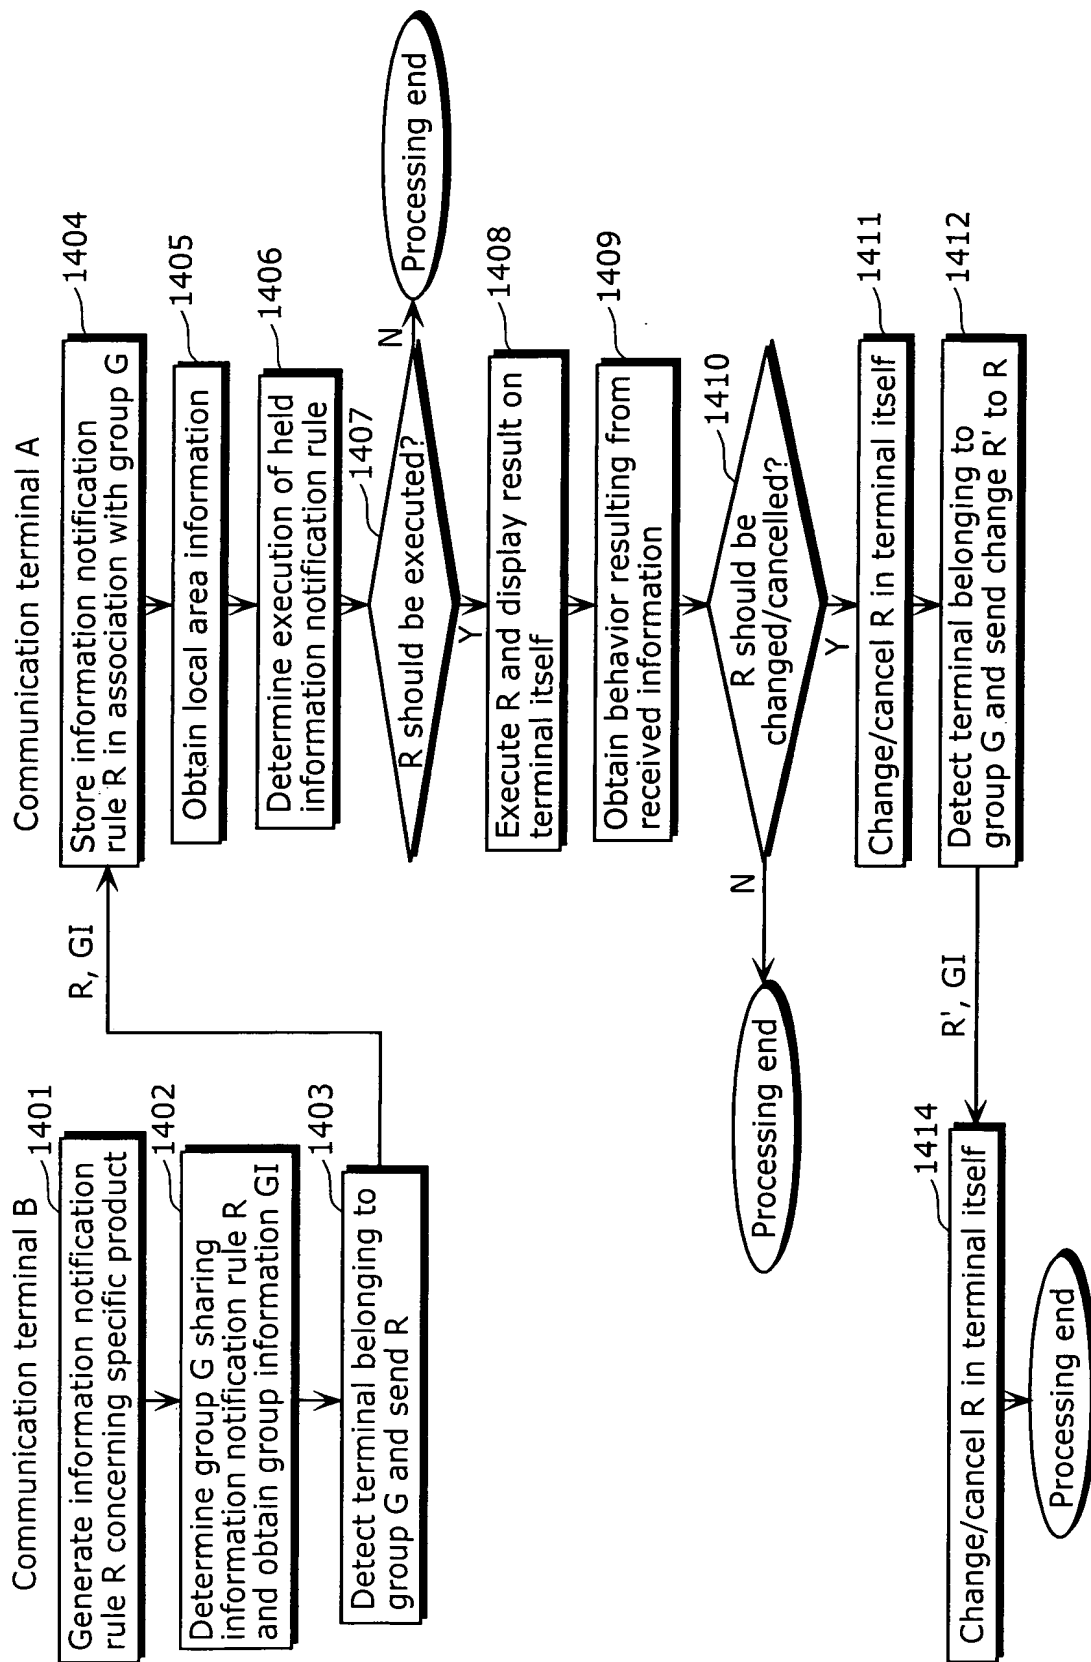 Communication terminal B
1401
Generate information notification
rule R concerning specific product
1402
Determine group G sharing
information notification rule R
and obtain group information GI
1403
Detect terminal belonging to
group G and send R
R, GI
Communication terminal A
1404
Store information notification
rule R in association with group G
1405
Obtain local area information
1406
Determine execution of held
information notification rule
1407
R should be executed?
N
Processing end
Y
1408
Execute R and display result on
terminal itself
1409
Obtain behavior resulting from
received information
1410
R should be
changed/cancelled?
N
Processing end
Y
1411
Change/cancel R in terminal itself
1412
Detect terminal belonging to
group G and send change R' to R
R', GI
1414
Change/cancel R in terminal itself
Processing end